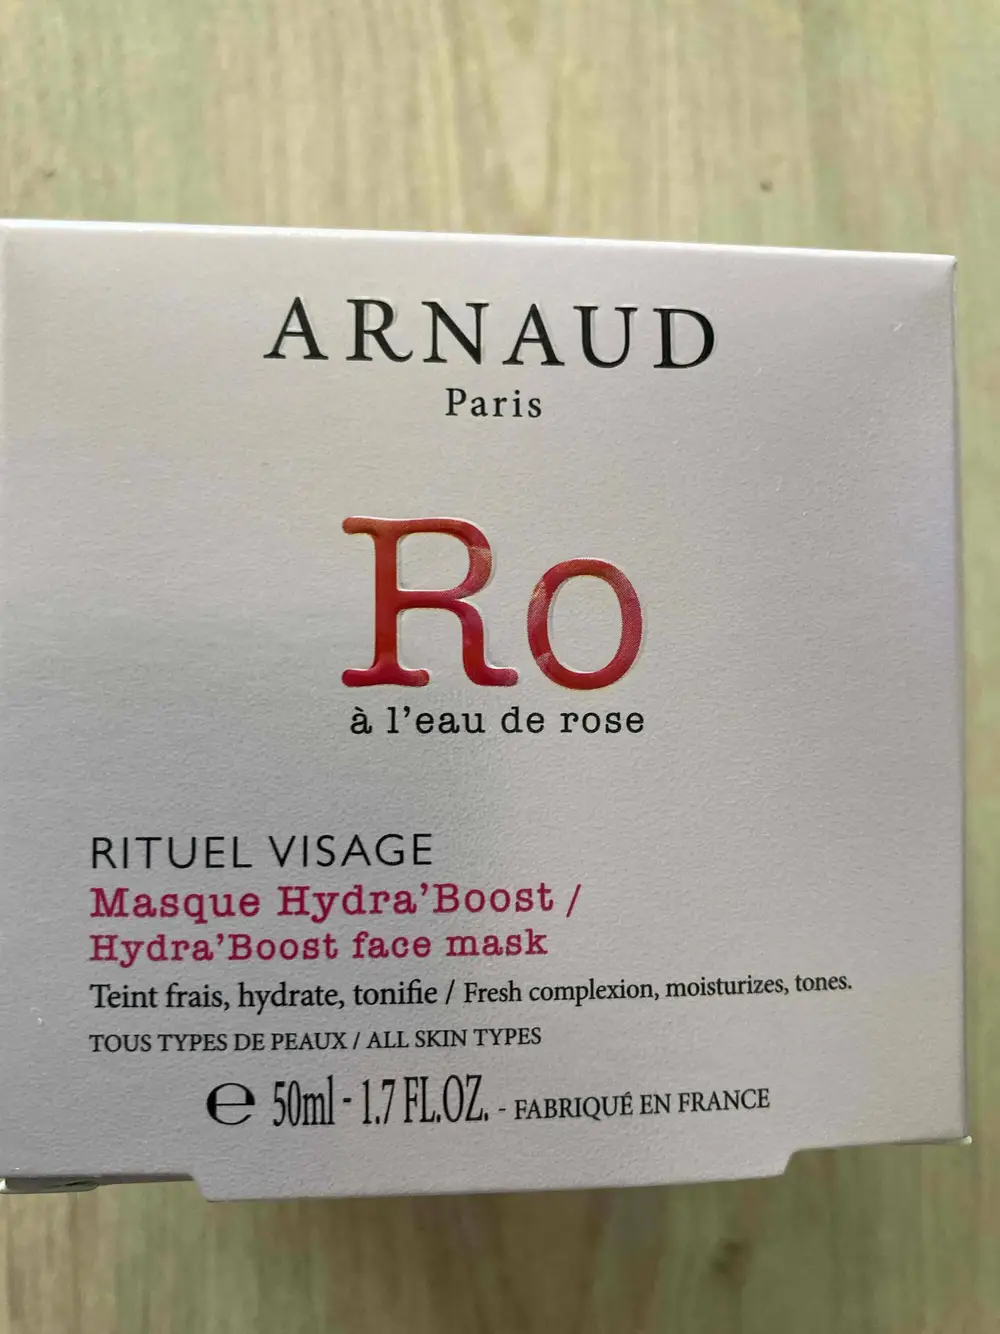 ARNAUD
Paris
Ro
à l'eau de rose
RITUEL VISAGE
Masque Hydra'Boost /
Hydra'Boost face mask
Teint frais, hydrate, tonifie / Fresh complexion, moisturizes, tones.
TOUS TYPES DE PEAUX / ALL SKIN TYPES
℮ 50ml - 1.7 FL.OZ. - FABRIQUÉ EN FRANCE